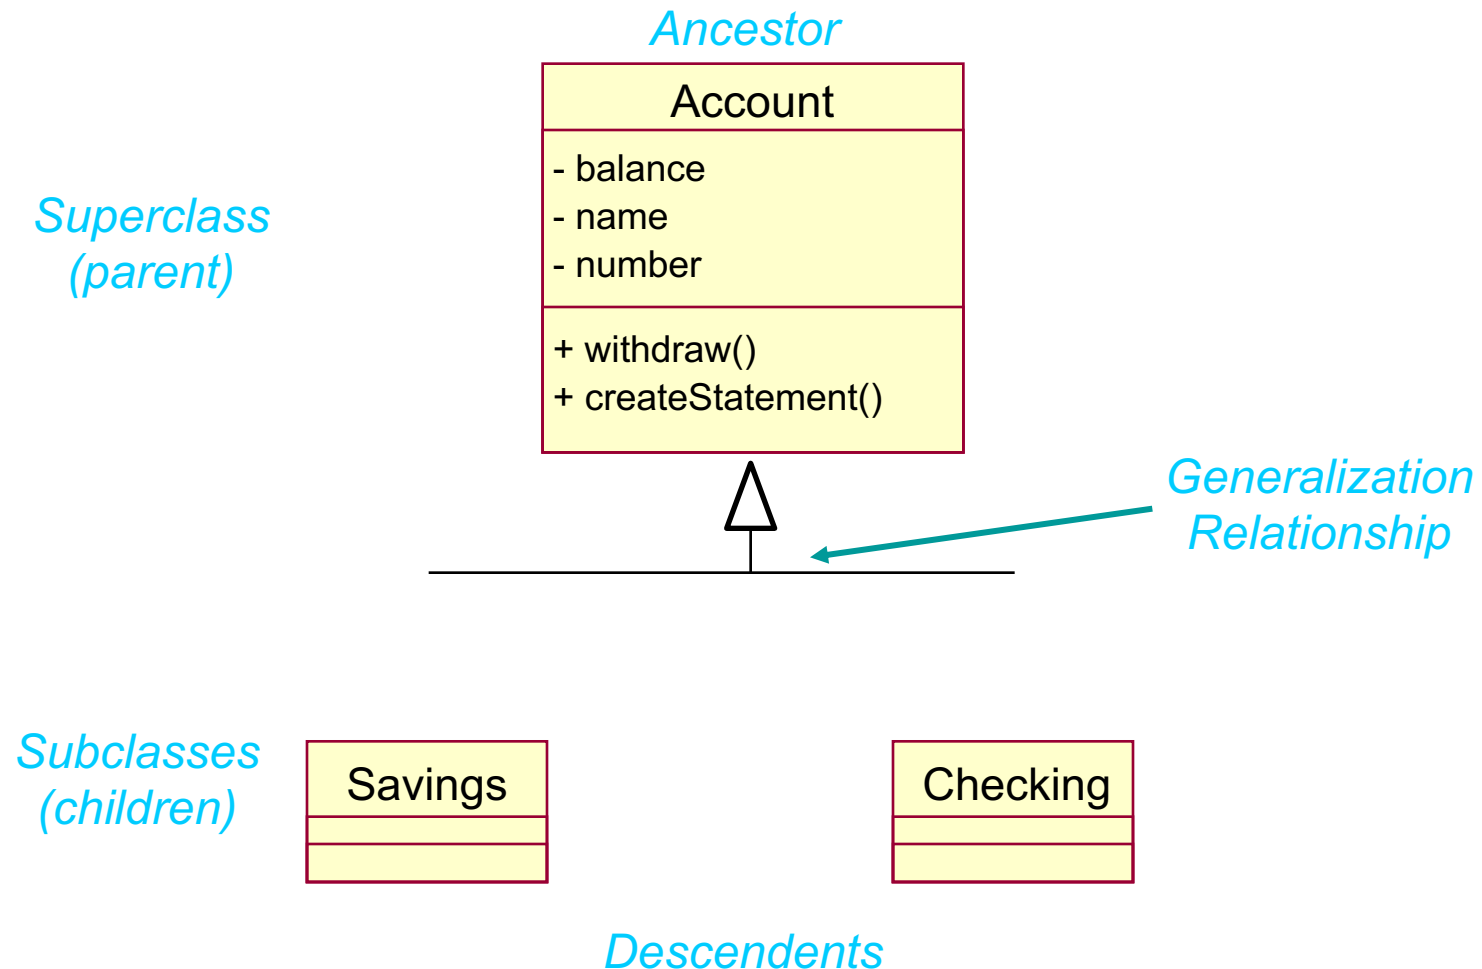 Ancestor
Account
- balance
- name
- number
+ withdraw()
+ createStatement()
Superclass
(parent)
Generalization
Relationship
Subclasses
(children)
Savings
Checking
Descendents